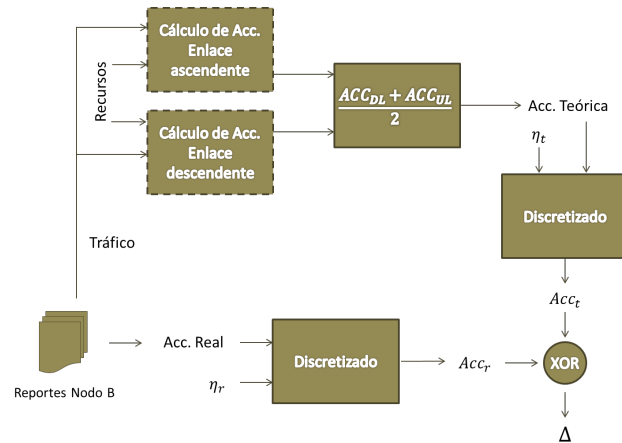 Cálculo de Acc.
Enlace
ascendente
Recursos
Cálculo de Acc.
Enlace
descendente
ACC_DL + ACC_UL
2
Acc. Teórica
η_t
Discretizado
Tráfico
Acc_t
Reportes Nodo B
Acc. Real
η_r
Discretizado
Acc_r
XOR
Δ